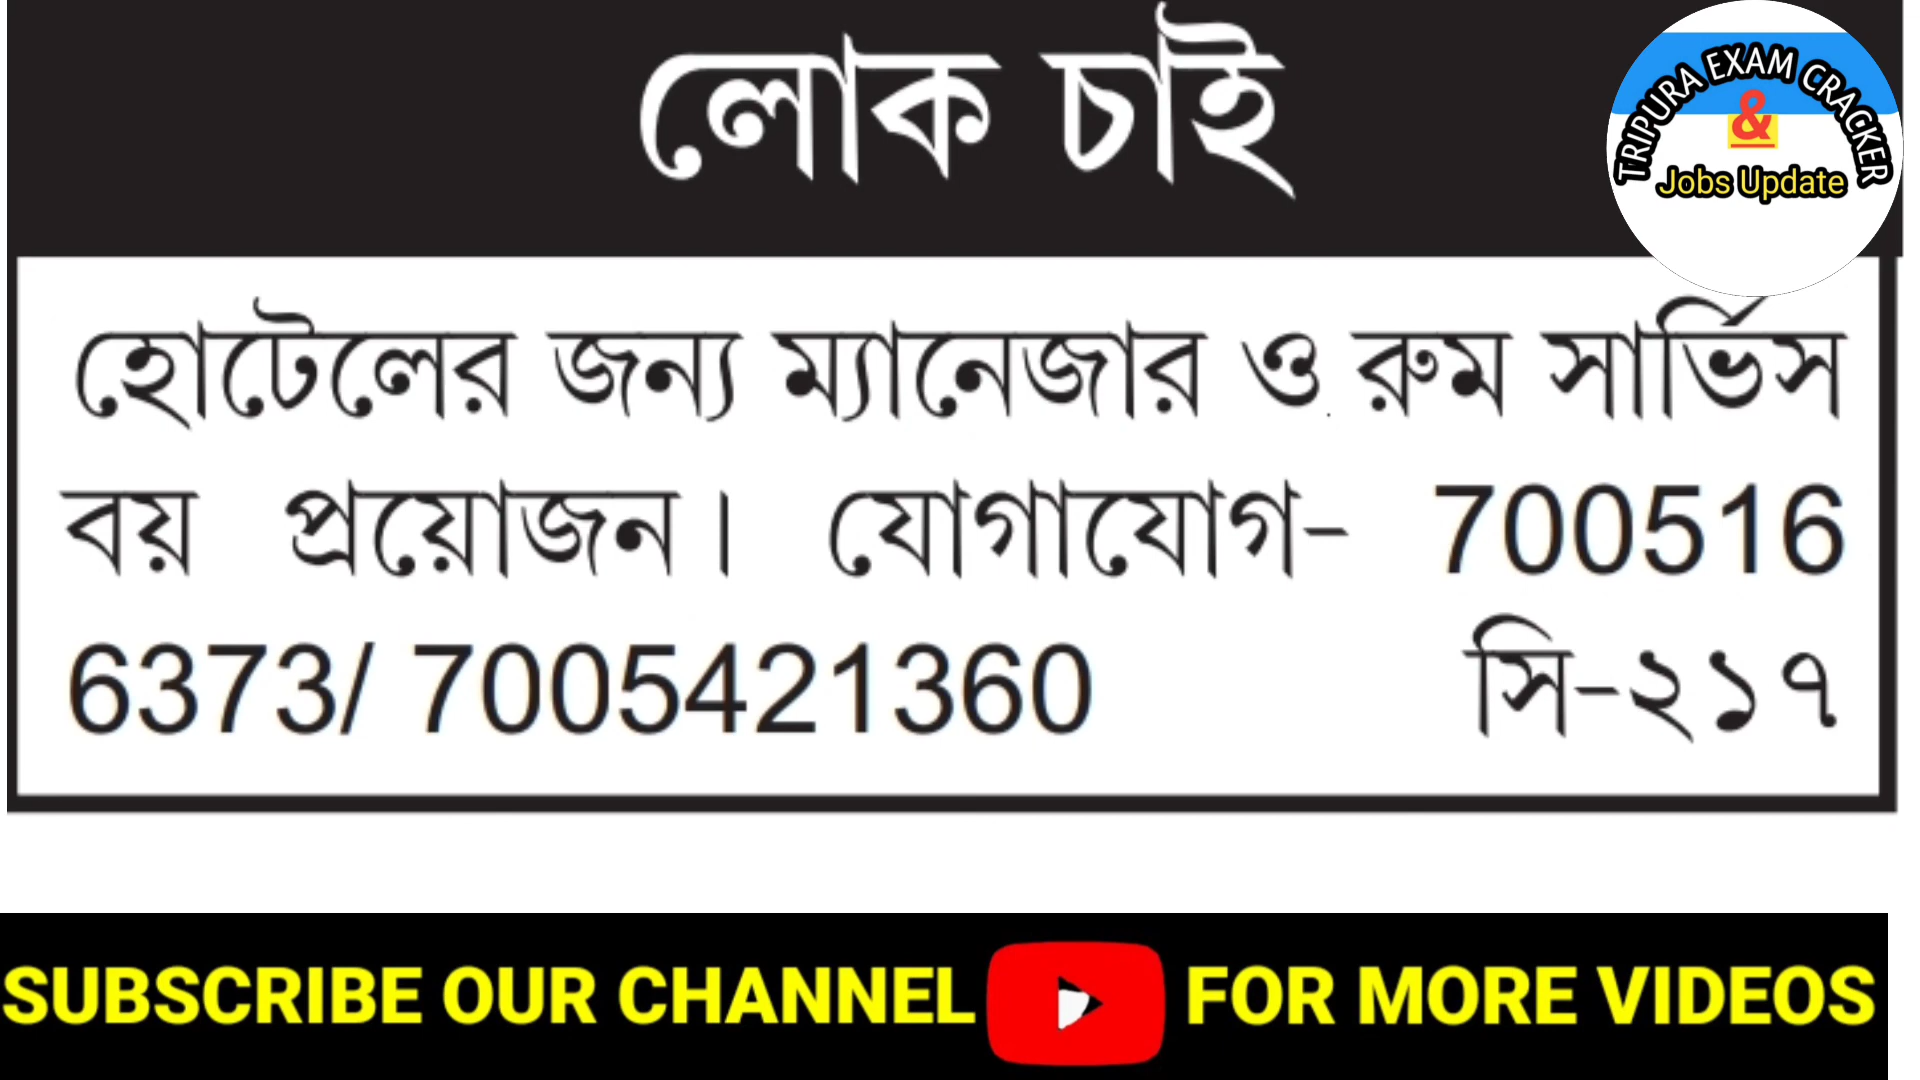 লোক চাই
TRIPURA EXAM CRACKER
&
Jobs Update
হোটেলের জন্য ম্যানেজার ও রুম সার্ভিস
বয় প্রয়োজন। যোগাযোগ- 700516
6373/ 7005421360 সি-২১৭
SUBSCRIBE OUR CHANNEL FOR MORE VIDEOS